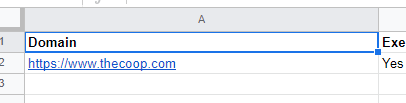 A
1 Domain Exe
2 https://www.thecoop.com Yes
3